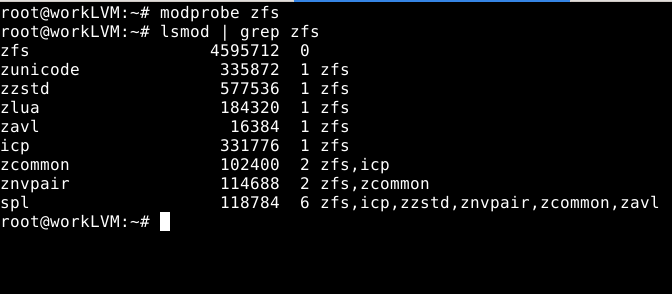 root@workLVM:~# modprobe zfs
root@workLVM:~# lsmod | grep zfs
zfs                  4595712  0
zunicode              335872  1 zfs
zzstd                 577536  1 zfs
zlua                  184320  1 zfs
zavl                   16384  1 zfs
icp                   331776  1 zfs
zcommon               102400  2 zfs,icp
znvpair               114688  2 zfs,zcommon
spl                   118784  6 zfs,icp,zzstd,znvpair,zcommon,zavl
root@workLVM:~#